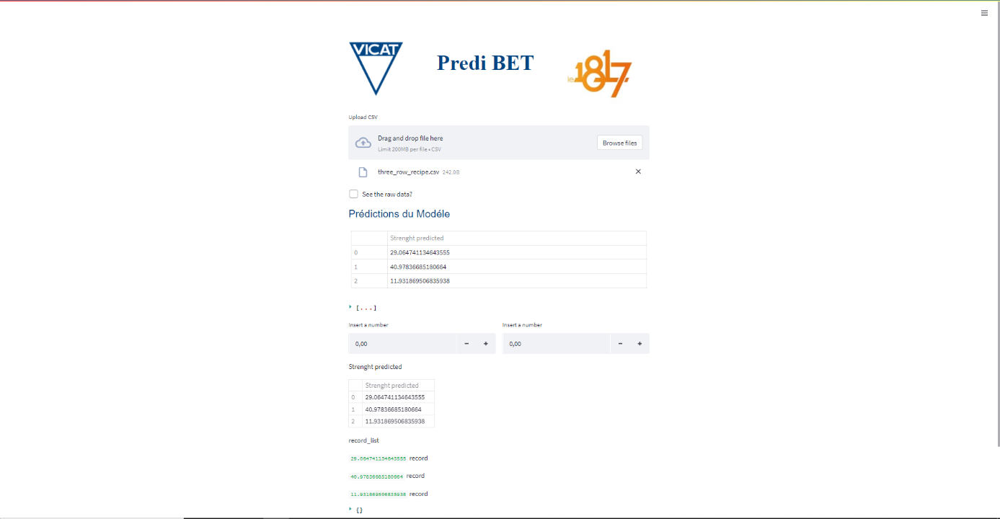 VICAT
Predi BET
le 1817
Upload CSV
Drag and drop file here
Limit 200MB per file • CSV
Browse files
three_row_recipe.csv 242.0B
See the raw data?
Prédictions du Modéle
Strenght predicted
0 29.064741134643555
1 40.97836685180664
2 11.931869506835938
[...]
Insert a number
Insert a number
0,00 - +
0,00 - +
Strenght predicted
Strenght predicted
0 29.064741134643555
1 40.97836685180664
2 11.931869506835938
record_list
29.064741134643555 record
40.97836685180664 record
11.931869506835938 record
{}